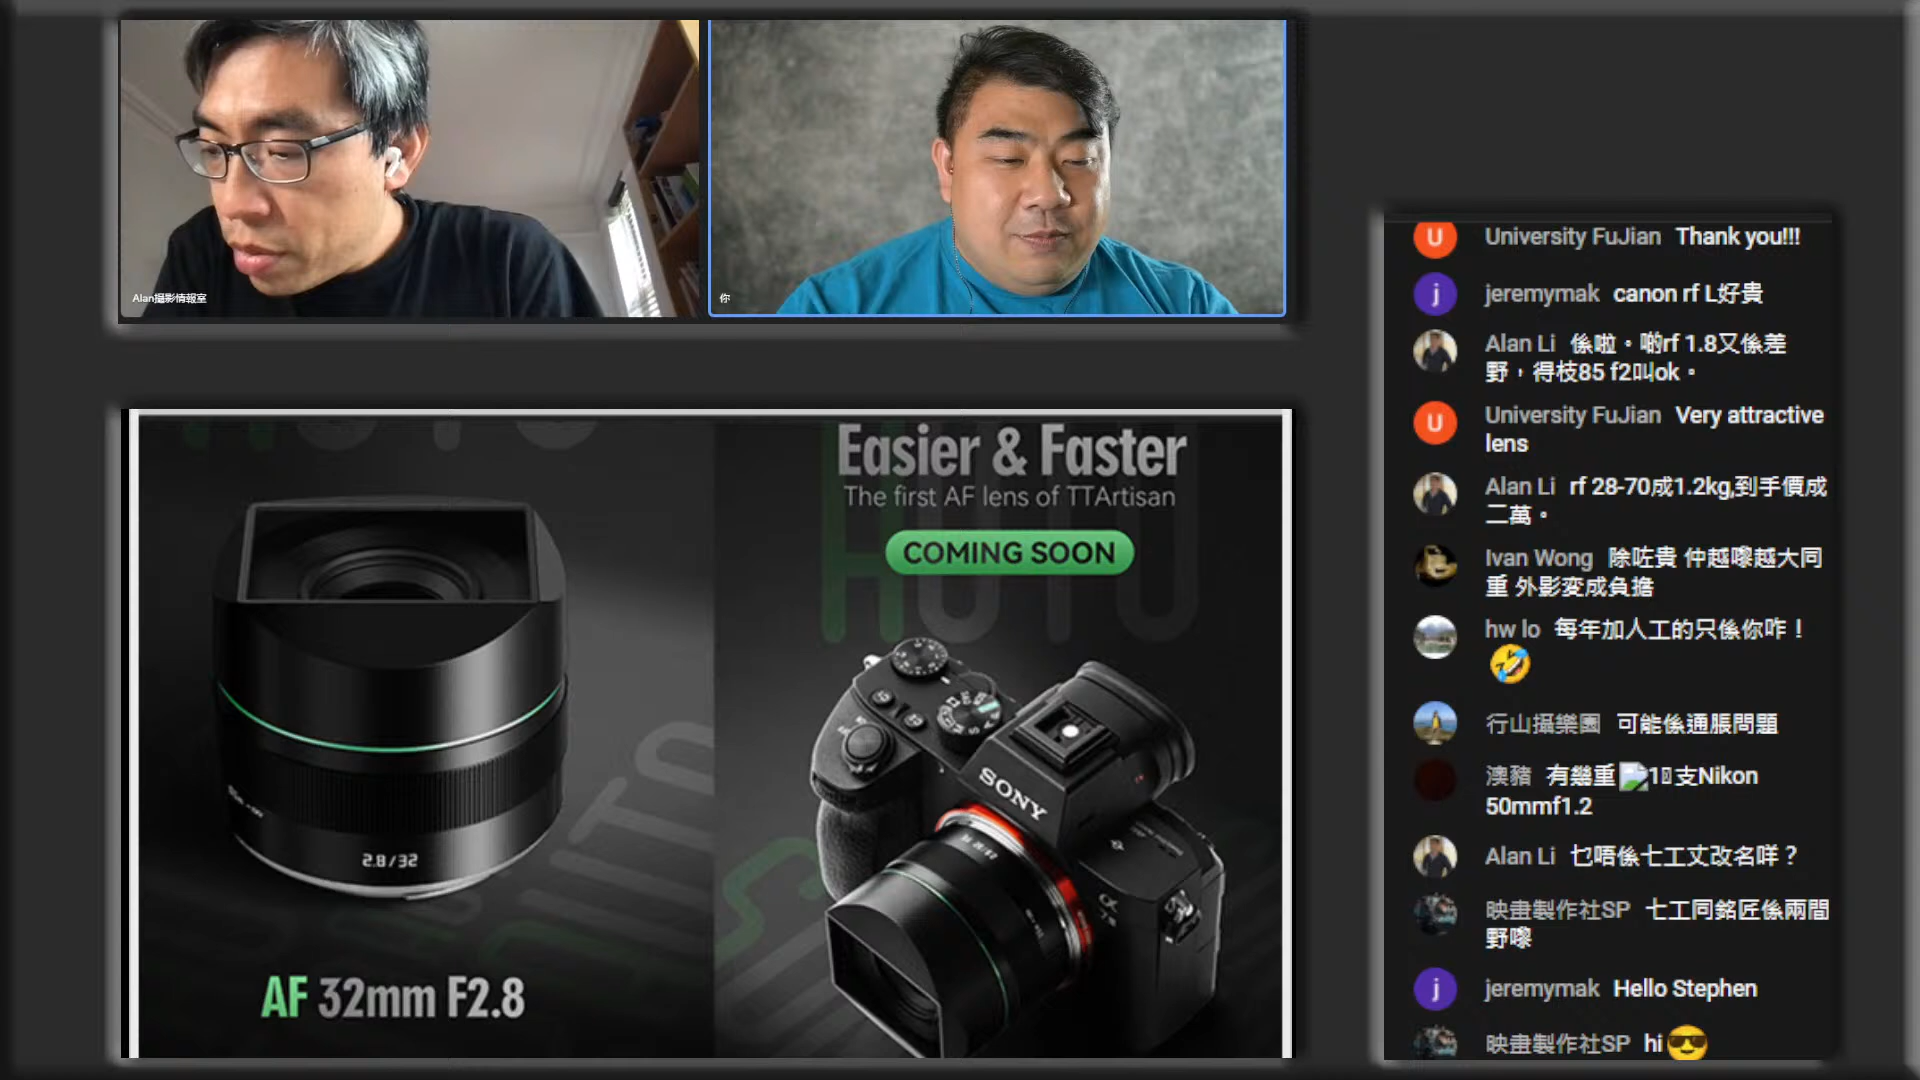 Alan攝影情報室
你
Easier & Faster
The first AF lens of TTArtisan
COMING SOON
SONY
2.8/32
AF 32mm F2.8
University FuJian Thank you!!!
jeremymak canon rf L好貴
Alan Li 係啦。啲rf 1.8又係差
野，得枝85 f2叫ok。
University FuJian Very attractive
lens
Alan Li rf 28-70成1.2kg,到手價成
二萬。
Ivan Wong 除咗貴 仲越嚟越大同
重 外影變成負擔
hw lo 每年加人工的只係你咋！
🤣
行山攝樂園 可能係通脹問題
澳豬 有幾重 1支Nikon
50mmf1.2
Alan Li 乜唔係七工丈改名咩？
映畫製作社SP 七工同銘匠係兩間
野嚟
jeremymak Hello Stephen
映畫製作社SP hi😎